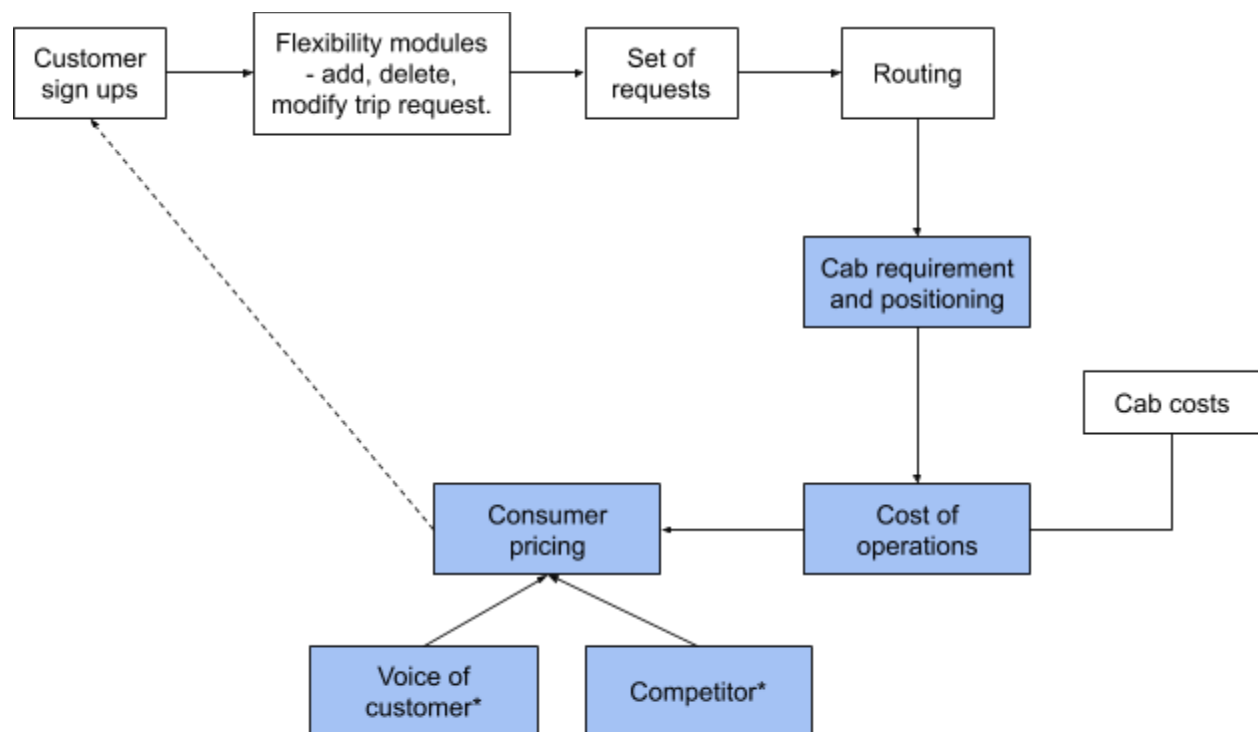 Customer
sign ups
Flexibility modules
- add, delete,
modify trip request.
Set of
requests
Routing
Cab requirement
and positioning
Cab costs
Consumer
pricing
Cost of
operations
Voice of
customer*
Competitor*